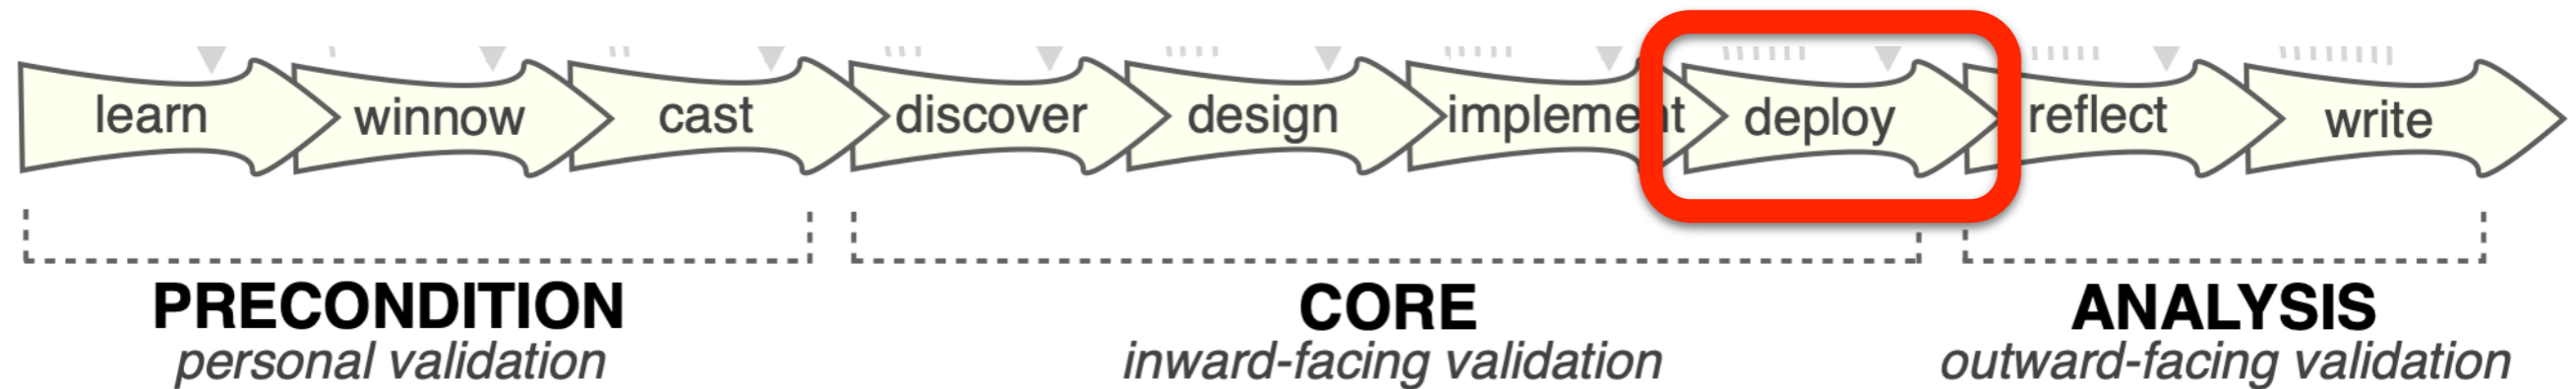 learn winnow cast discover design implement deploy reflect write
PRECONDITION CORE ANALYSIS
personal validation inward-facing validation outward-facing validation